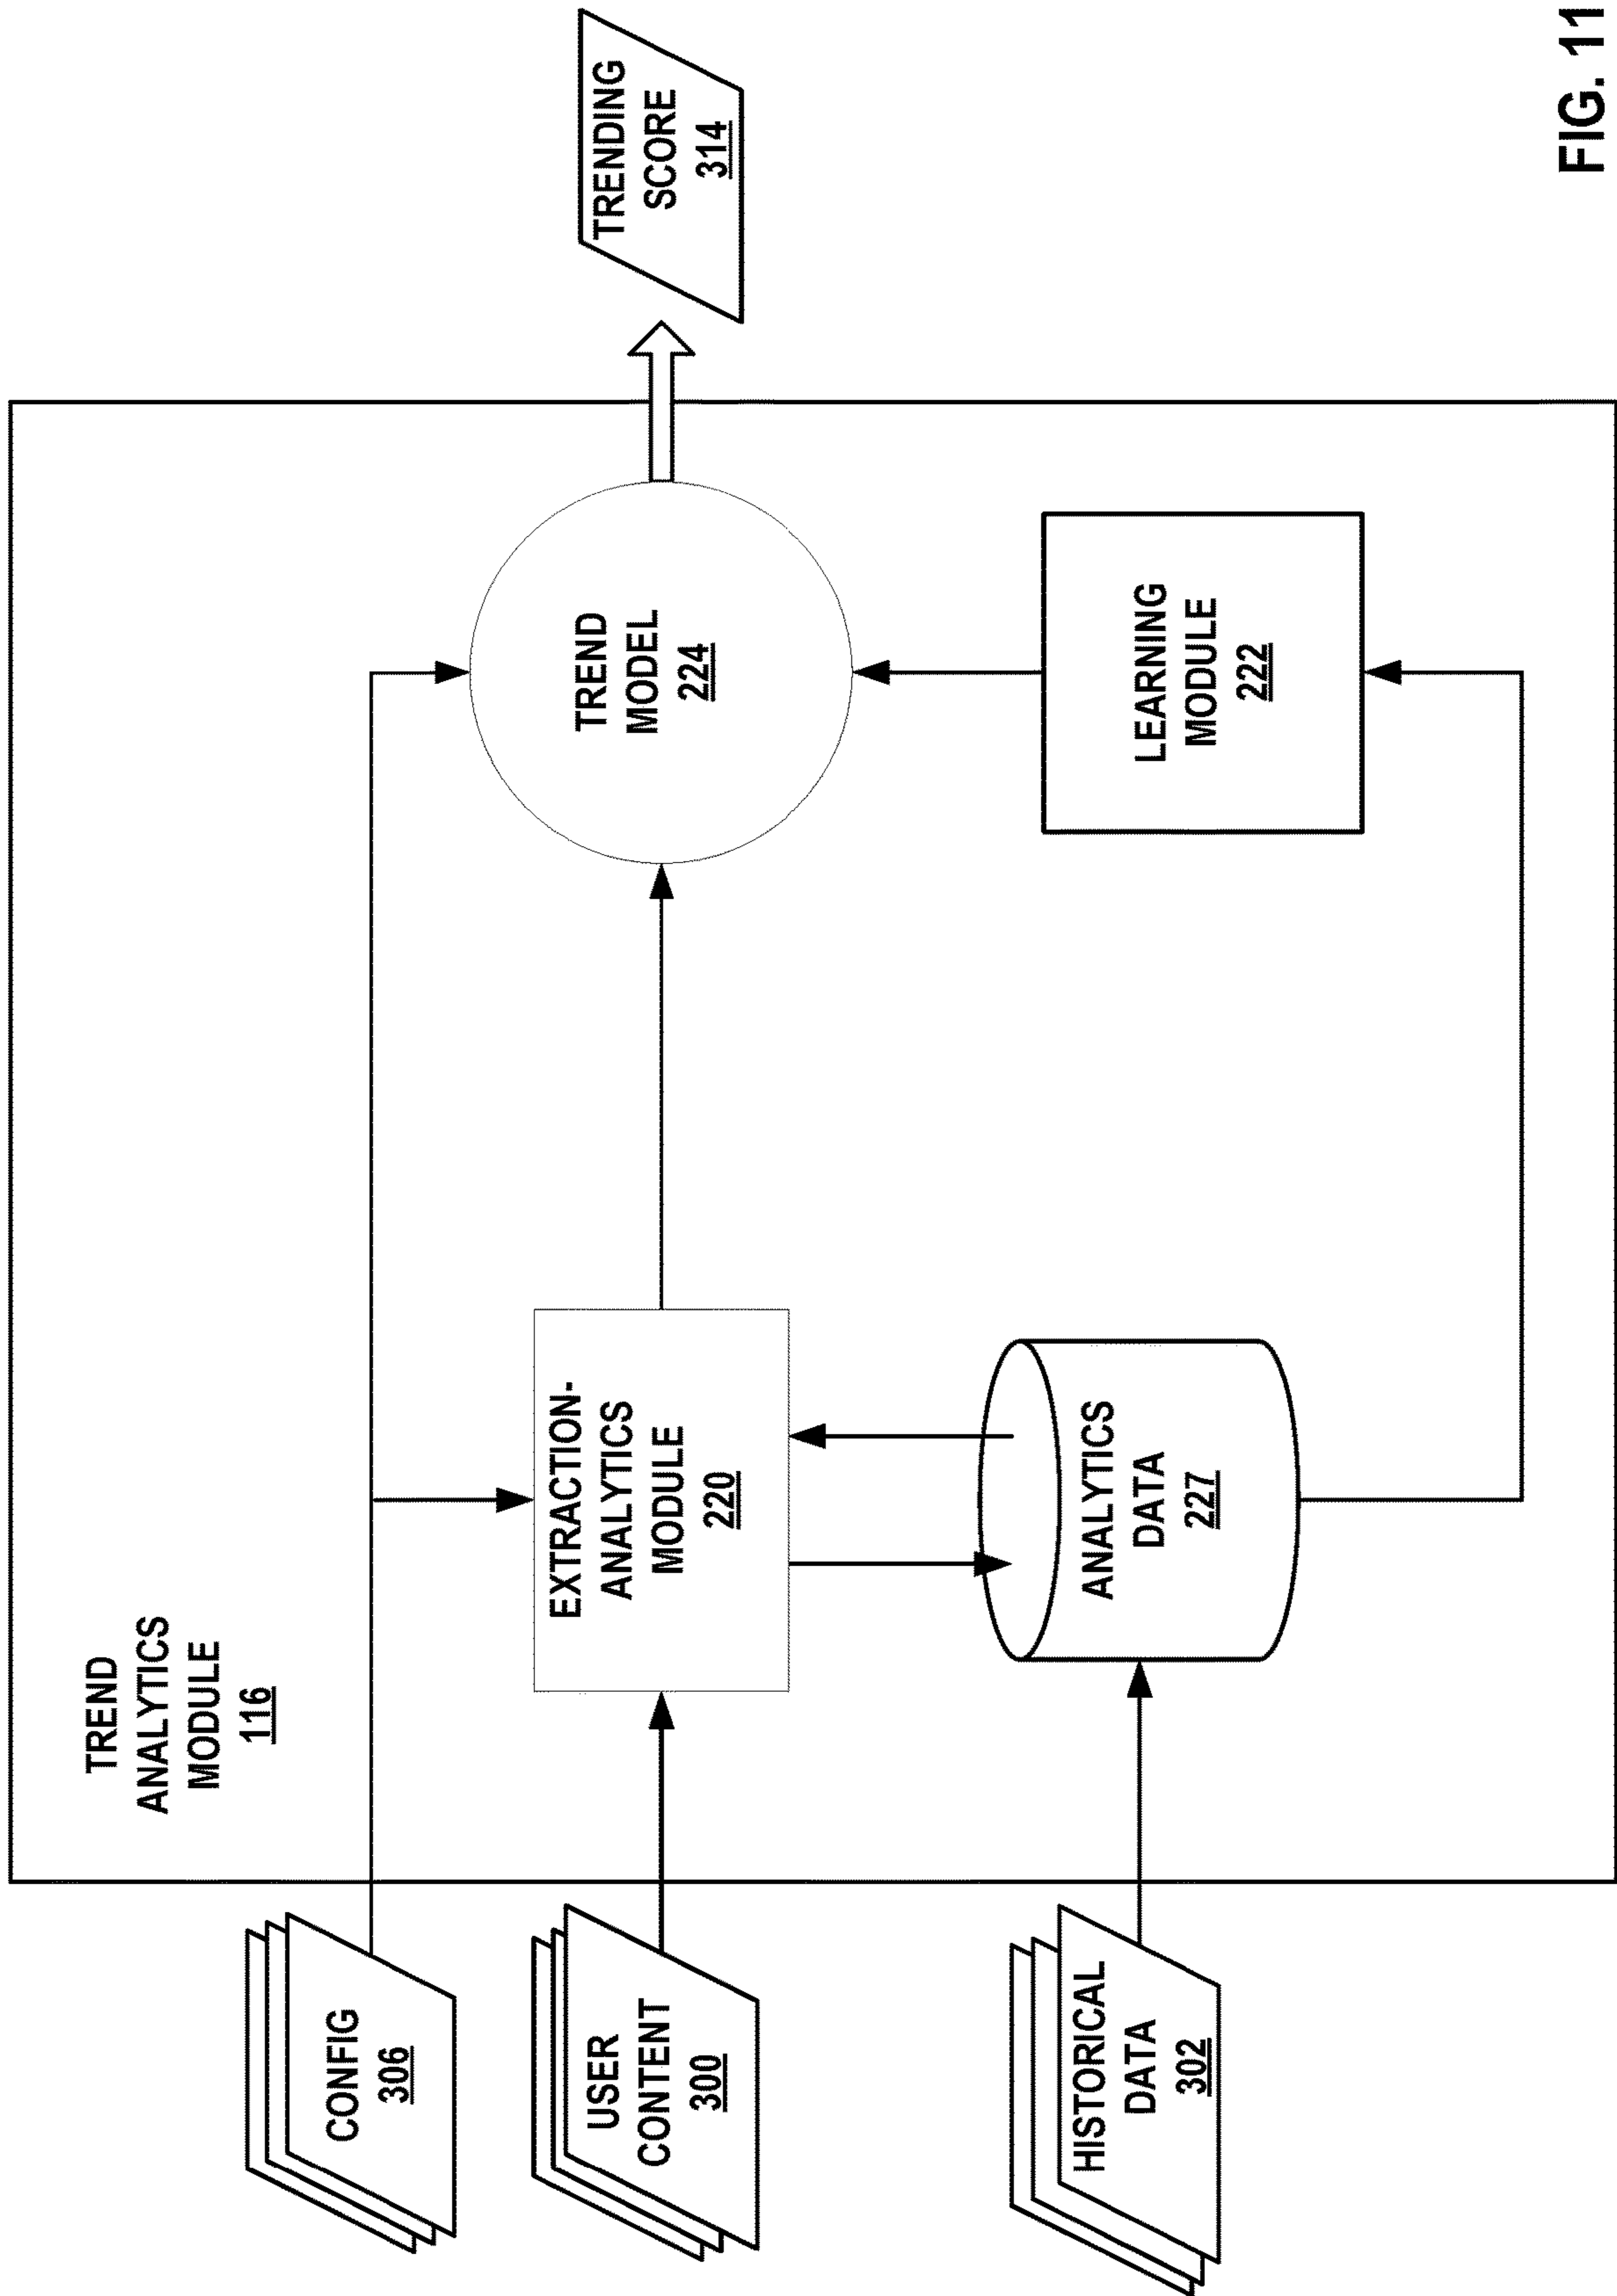 TREND
ANALYTICS
MODULE
116
CONFIG
306
USER
CONTENT
300
HISTORICAL
DATA
302
EXTRACTION-
ANALYTICS
MODULE
220
ANALYTICS
DATA
227
TREND
MODEL
224
LEARNING
MODULE
222
TRENDING
SCORE
314
FIG. 11